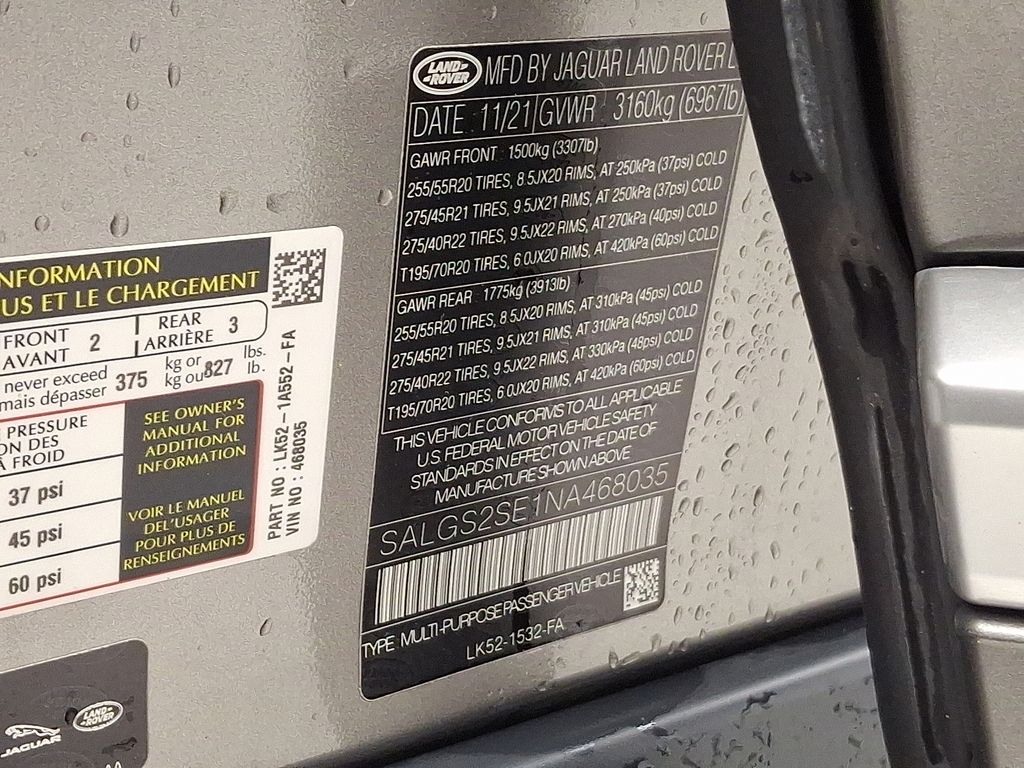 NFORMATION
US ET LE CHARGEMENT
FRONT
AVANT 2
REAR
ARRIÈRE 3
never exceed
mais dépasser 375 kg or
kg ou 827 lbs.
lb.
PRESSURE
ON DES
À FROID
37 psi
45 psi
60 psi
SEE OWNER'S
MANUAL FOR
ADDITIONAL
INFORMATION
VOIR LE MANUEL
DEL'USAGER
POUR PLUS DE
RENSEIGNEMENTS
PART NO : LK52-1A552-FA
VIN NO : 468035
JAGUAR
LAND-
-ROVER
LAND-
-ROVER
MFD BY JAGUAR LAND ROVER L
DATE 11/21 GVWR 3160kg (6967lb)
GAWR FRONT 1500kg (3307lb)
255/55R20 TIRES, 8.5JX20 RIMS, AT 250kPa (37psi) COLD
275/45R21 TIRES, 9.5JX21 RIMS, AT 250kPa (37psi) COLD
275/40R22 TIRES, 9.5JX22 RIMS, AT 270kPa (40psi) COLD
T195/70R20 TIRES, 6.0JX20 RIMS, AT 420kPa (60psi) COLD
GAWR REAR 1775kg (3913lb)
255/55R20 TIRES, 8.5JX20 RIMS, AT 310kPa (45psi) COLD
275/45R21 TIRES, 9.5JX21 RIMS, AT 310kPa (45psi) COLD
275/40R22 TIRES, 9.5JX22 RIMS, AT 330kPa (48psi) COLD
T195/70R20 TIRES, 6.0JX20 RIMS, AT 420kPa (60psi) COLD
THIS VEHICLE CONFORMS TO ALL APPLICABLE
U.S. FEDERAL MOTOR VEHICLE SAFETY
STANDARDS IN EFFECT ON THE DATE OF
MANUFACTURE SHOWN ABOVE
SALGS2SE1NA468035
TYPE MULTI-PURPOSE PASSENGER VEHICLE
LK52-1532-FA